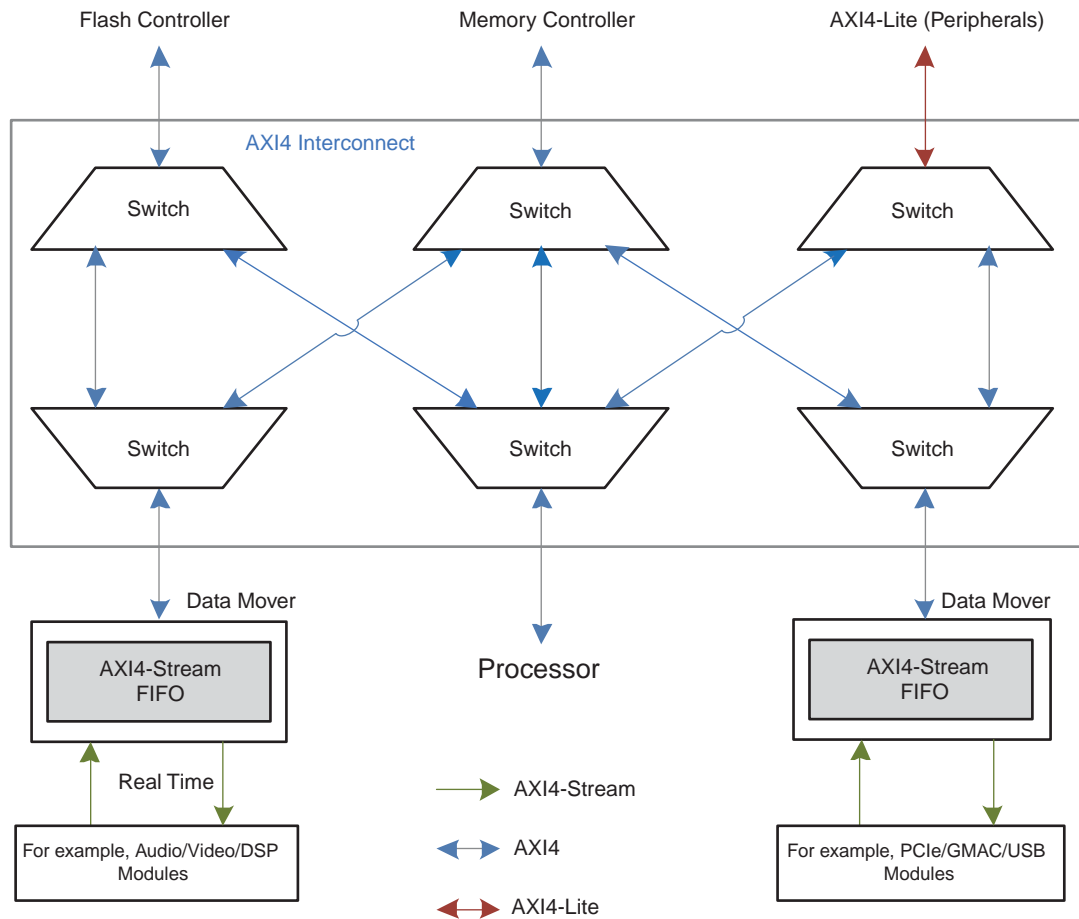 Flash Controller
Memory Controller
AXI4-Lite (Peripherals)
AXI4 Interconnect
Switch
Switch
Switch
Switch
Switch
Switch
Data Mover
Data Mover
AXI4-Stream
FIFO
Processor
AXI4-Stream
FIFO
Real Time
AXI4-Stream
For example, Audio/Video/DSP
Modules
AXI4
For example, PCIe/GMAC/USB
Modules
AXI4-Lite